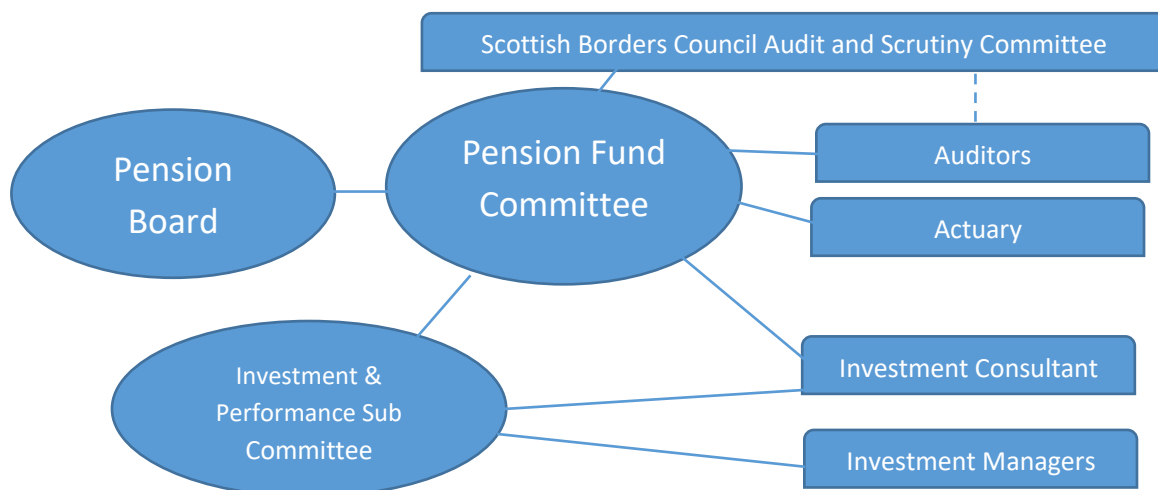 Scottish Borders Council Audit and Scrutiny Committee
Pension
Board
Pension Fund
Committee
Auditors
Actuary
Investment &
Performance Sub
Committee
Investment Consultant
Investment Managers